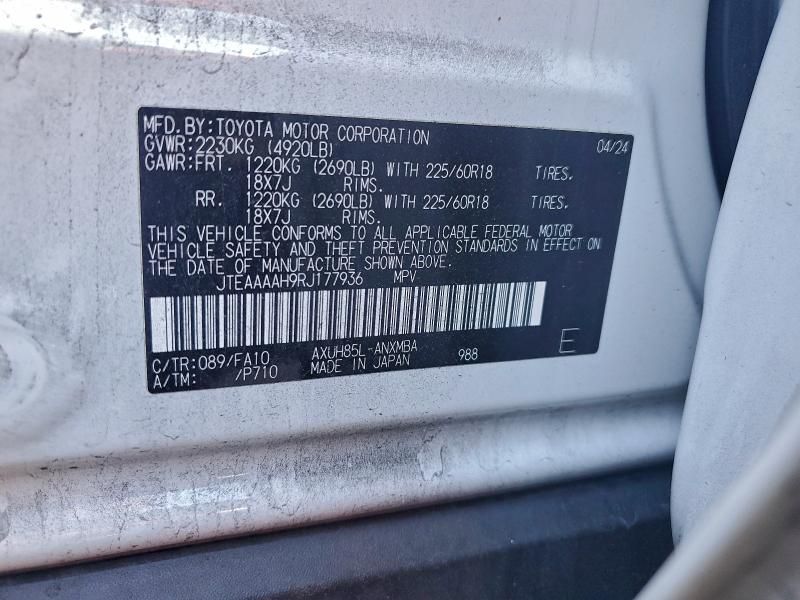 MFD.BY:TOYOTA MOTOR CORPORATION 04/24
GVWR:2230KG (4920LB)
GAWR:FRT. 1220KG (2690LB) WITH 225/60R18 TIRES.
18X7J RIMS.
RR. 1220KG (2690LB) WITH 225/60R18 TIRES.
18X7J RIMS.
THIS VEHICLE CONFORMS TO ALL APPLICABLE FEDERAL MOTOR
VEHICLE SAFETY AND THEFT PREVENTION STANDARDS IN EFFECT ON
THE DATE OF MANUFACTURE SHOWN ABOVE.
JTEAAAAH9RJ177936 MPV
C/TR:089/FA10 AXUH85L-ANXMBA 988 E
A/TM: /P710 MADE IN JAPAN